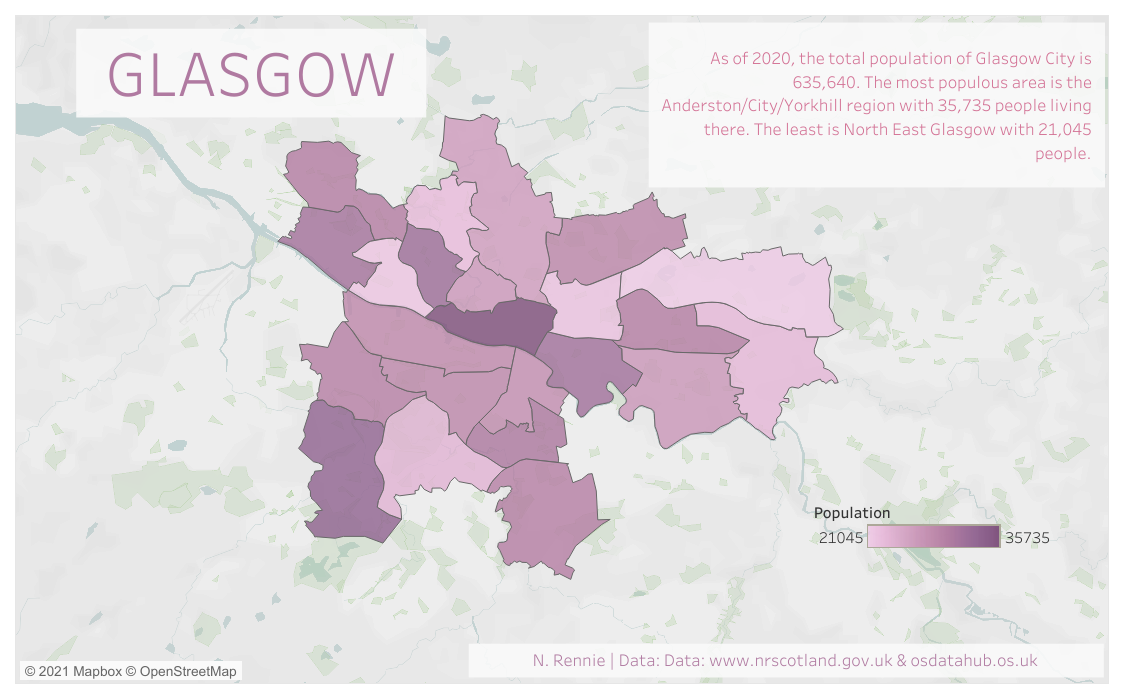 GLASGOW
As of 2020, the total population of Glasgow City is
635,640. The most populous area is the
Anderston/City/Yorkhill region with 35,735 people living
there. The least is North East Glasgow with 21,045
people.
Population
21045 35735
N. Rennie | Data: Data: www.nrscotland.gov.uk & osdatahub.os.uk
© 2021 Mapbox © OpenStreetMap